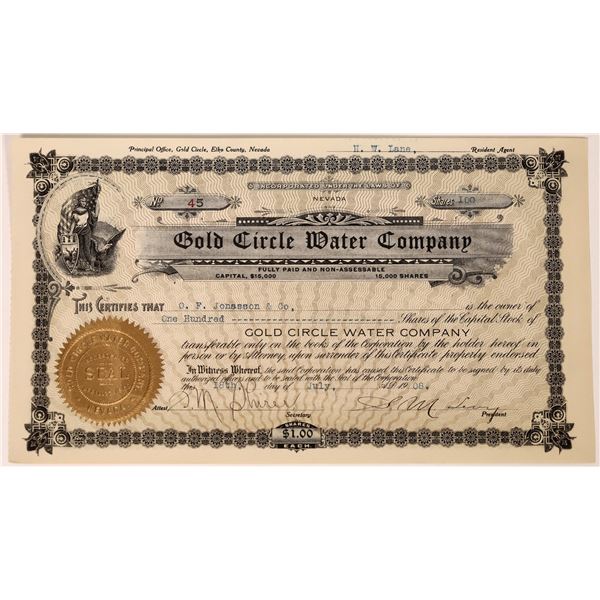 Principal Office, Gold Circle, Elko County, Nevada H. W. Lane, Resident Agent
INCORPORATED UNDER THE LAWS OF
NEVADA
No 45 Shares 100
Gold Circle Water Company
FULLY PAID AND NON-ASSESSABLE
CAPITAL, $15,000 15,000 SHARES
THIS CERTIFIES THAT O. F. Jonasson & Co. is the owner of
One Hundred Shares of the Capital Stock of
GOLD CIRCLE WATER COMPANY
transferable only on the books of the Corporation by the holder hereof in
person or by Attorney upon surrender of this Certificate properly endorsed.
In Witness Whereof, the said Corporation has caused this Certificate to be signed by its duly
authorized officers and to be sealed with the Seal of the Corporation
this 18th. day of July, A.D. 1908.
Attest
Secretary President
SEAL
SHARES
$1.00
EACH